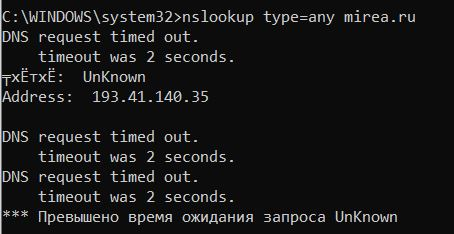 C:\WINDOWS\system32>nslookup type=any mirea.ru
DNS request timed out.
    timeout was 2 seconds.
╤хЁтхЁ:  UnKnown
Address:  193.41.140.35

DNS request timed out.
    timeout was 2 seconds.
DNS request timed out.
    timeout was 2 seconds.
*** Превышено время ожидания запроса UnKnown